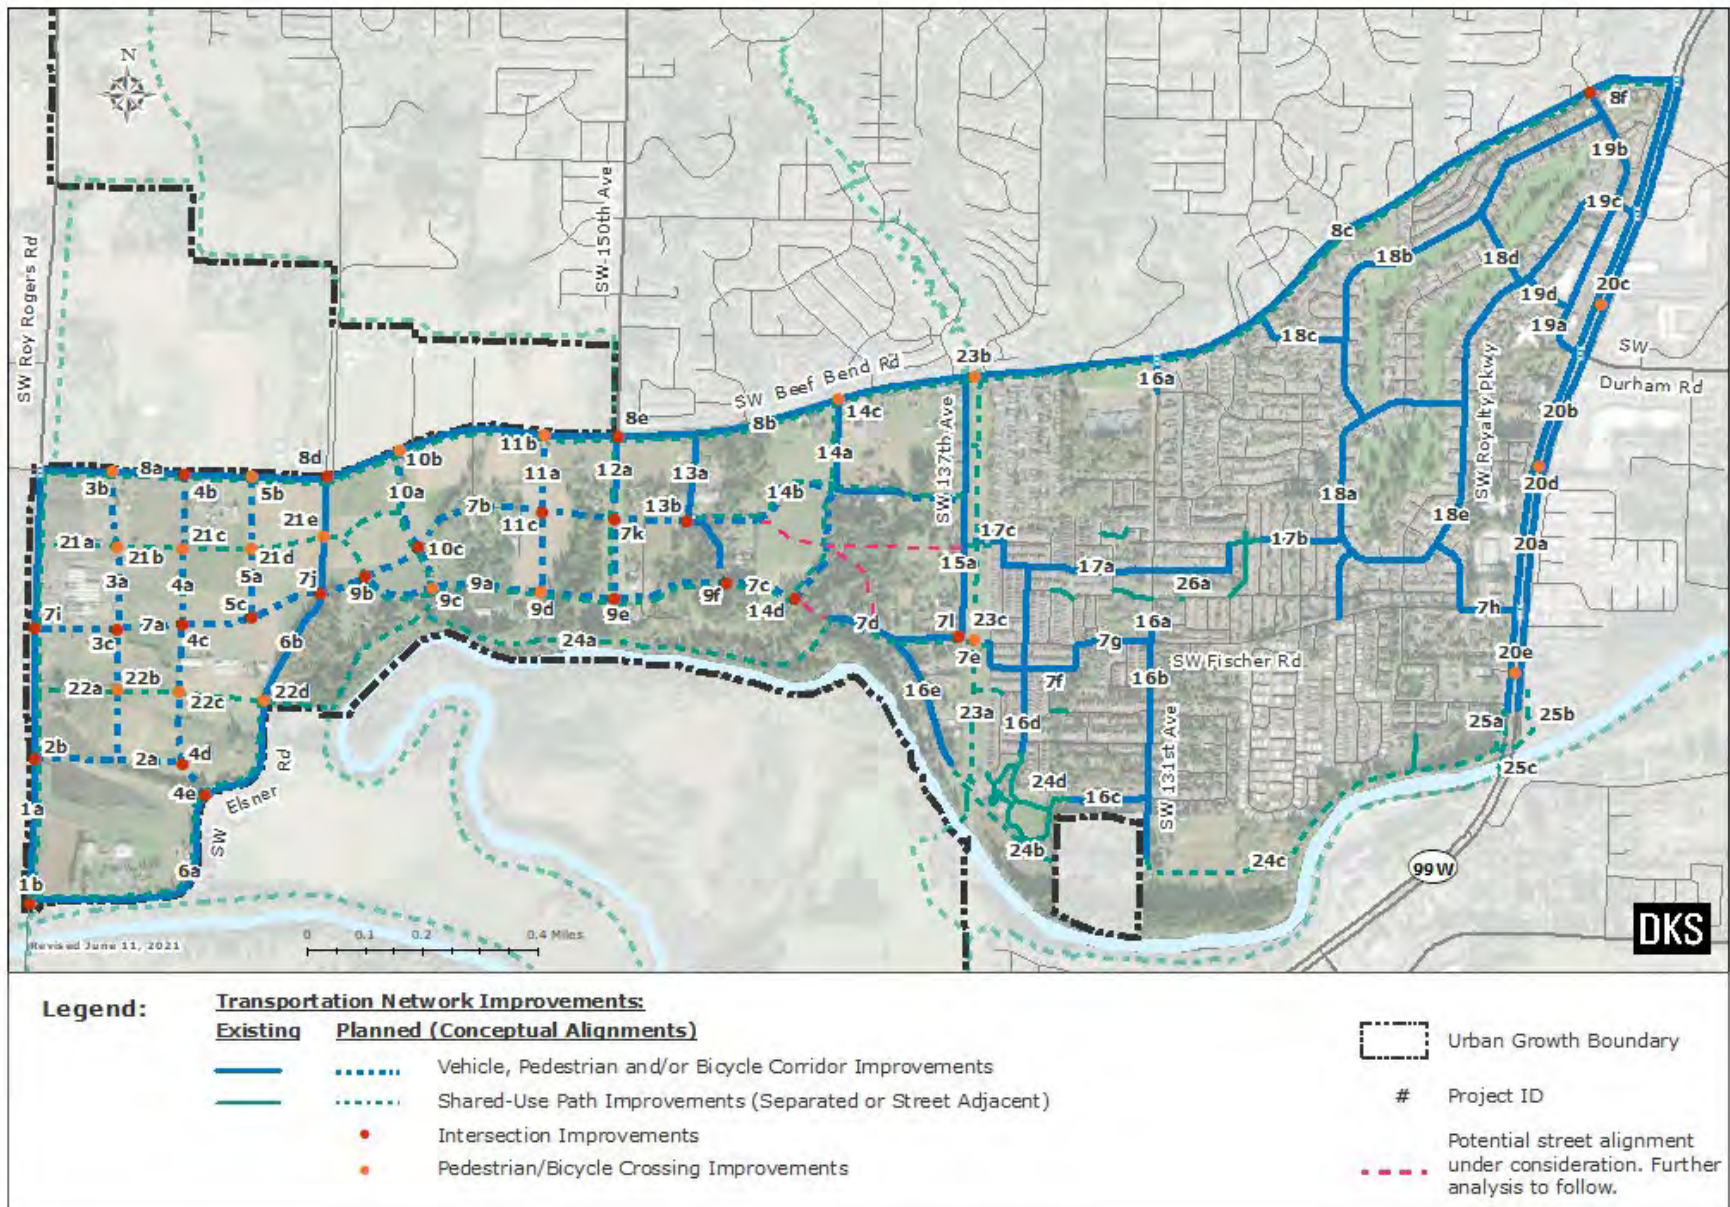 N
8f
19b
19c
8c
18b
18d
SW Roy Rogers Rd
SW 150th Ave
20c
19d
19a
SW
18c
23b
16a
Durham Rd
SW Beef Bend Rd
20b
8e
8b
14c
11b
10b
8d
14a
SW 137th Ave
SW Royalty Pkwy
3b
8a
4b
5b
11a
12a
13a
20d
10a
14b
18a
21e
7b
13b
18e
11c
7k
17c
17b
20a
21a
21b
21c
21d
10c
15a
17a
26a
3a
4a
5a
7j
9b
9a
9c
9d
9e
9f
7c
14d
7h
7i
3c
7a
4c
5c
6b
24a
7d
7l
23c
16a
7e
7g
SW Fischer Rd
20e
22a
22b
22c
22d
16e
7f
16b
23a
16d
25a
25b
2b
2a
4d
Rd
25c
1a
4e
Elsner
SW
24d
16c
SW 131st Ave
1b
6a
24b
24c
99W
Revised June 11, 2021
0 0.1 0.2 0.4 Miles
DKS
Legend:
Transportation Network Improvements:
Existing Planned (Conceptual Alignments)
Vehicle, Pedestrian and/or Bicycle Corridor Improvements
Shared-Use Path Improvements (Separated or Street Adjacent)
Intersection Improvements
Pedestrian/Bicycle Crossing Improvements
Urban Growth Boundary
# Project ID
Potential street alignment
under consideration. Further
analysis to follow.